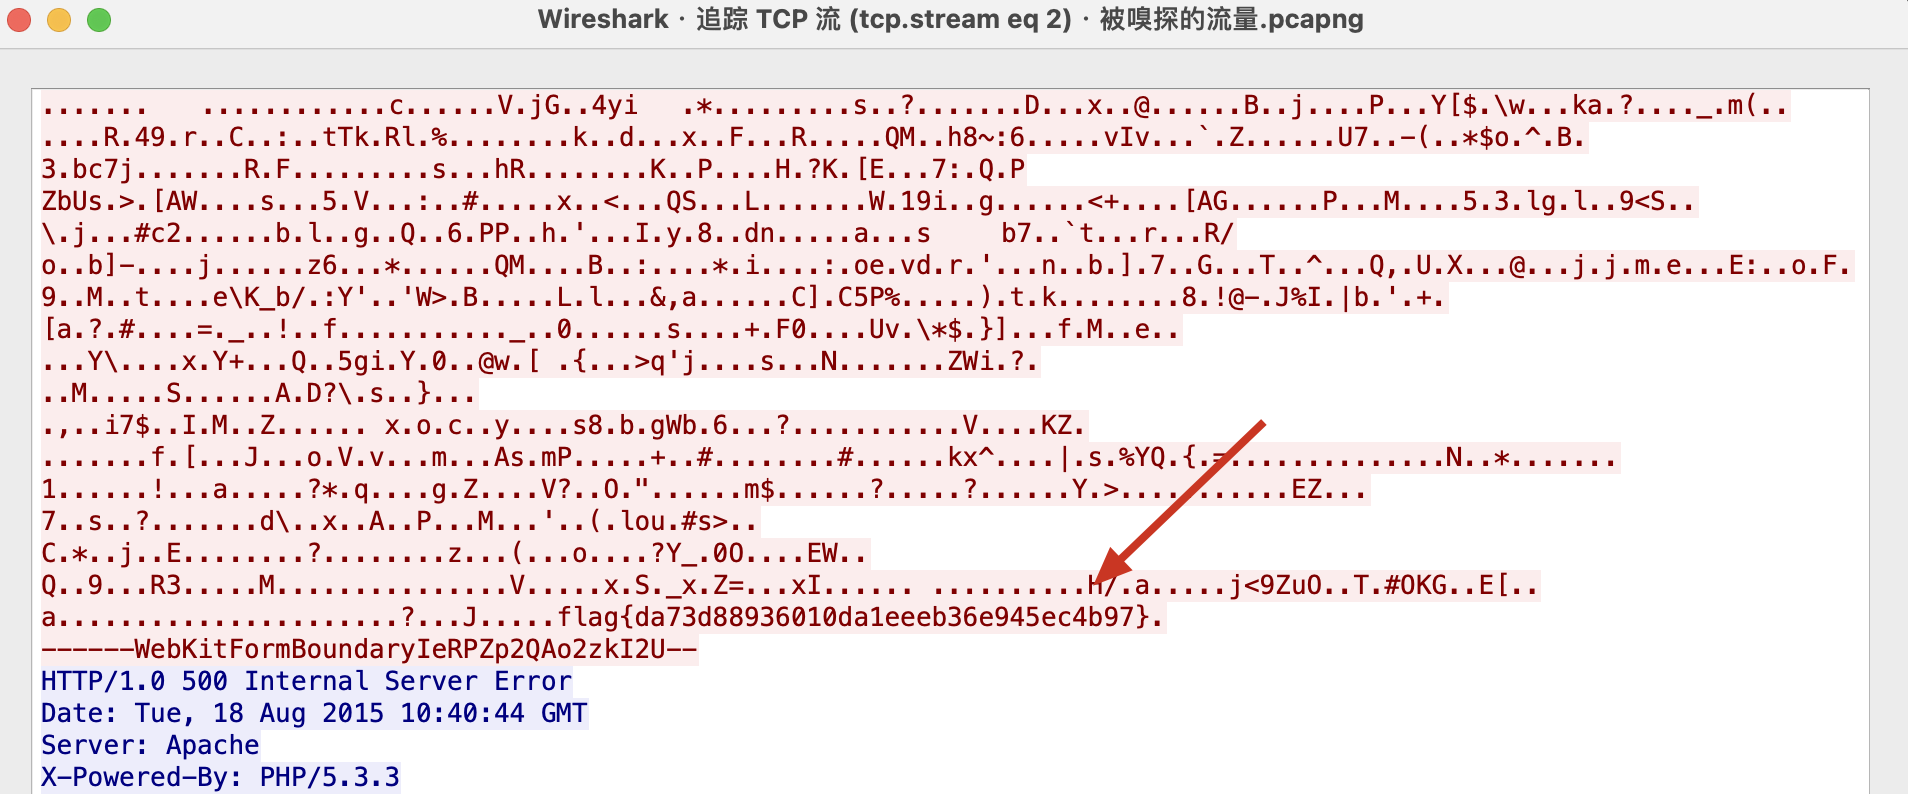 Wireshark · 追踪 TCP 流 (tcp.stream eq 2) · 被嗅探的流量.pcapng
.......   ............c......V.jG..4yi   .*.........s..?.......D...x..@......B..j....P...Y[$.\w...ka.?...._.m(..
....R.49.r..C..:..tTk.Rl.%........k..d...x..F...R.....QM..h8~:6.....vIv...`.Z......U7..-(..*$o.^.B.
3.bc7j.......R.F.........s...hR........K..P....H.?K.[E...7:.Q.P
ZbUs.>.[AW....s...5.V...:..#.....x..<...QS...L.......W.19i..g......<+....[AG......P...M....5.3.lg.l..9<S..
\.j...#c2......b.l..g..Q..6.PP..h.'...I.y.8..dn.....a...s    b7..`t...r...R/
o..b]-....j......z6...*......QM....B..:....*.i....:.oe.vd.r.'...n..b.].7..G...T..^...Q,.U.X...@...j.j.m.e...E:..o.F.
9..M..t....e\K_b/.:Y'..'W>.B.....L.l...&,a......C].C5P%.....).t.k........8.!@-.J%I.|b.'.+.
[a.?.#....=._..!..f..........._..0......s....+.F0....Uv.\*$.}]...f.M..e..
...Y\....x.Y+...Q..5gi.Y.0..@w.[ .{...>q'j....s...N.......ZWi.?.
..M.....S......A.D?\.s..}...
.,..i7$..I.M..Z...... x.o.c..y....s8.b.gWb.6...?...........V....KZ.
.......f.[...J...o.V.v...m...As.mP.....+..#........#......kx^....|.s.%YQ.{.=..............N..*.......
1......!...a.....?*.q....g.Z....V?..O."......m$......?.....?......Y.>...........EZ...
7..s..?.......d\..x..A..P...M...'..(.lou.#s>..
C.*..j..E........?........z...(...o....?Y_.0O....EW..
Q..9...R3.....M...............V.....x.S._x.Z=...xI...... ..........H/.a.....j<9ZuO..T.#OKG..E[..
a......................?...J.....flag{da73d88936010da1eeeb36e945ec4b97}.
------WebKitFormBoundaryIeRPZp2QAo2zkI2U--
HTTP/1.0 500 Internal Server Error
Date: Tue, 18 Aug 2015 10:40:44 GMT
Server: Apache
X-Powered-By: PHP/5.3.3